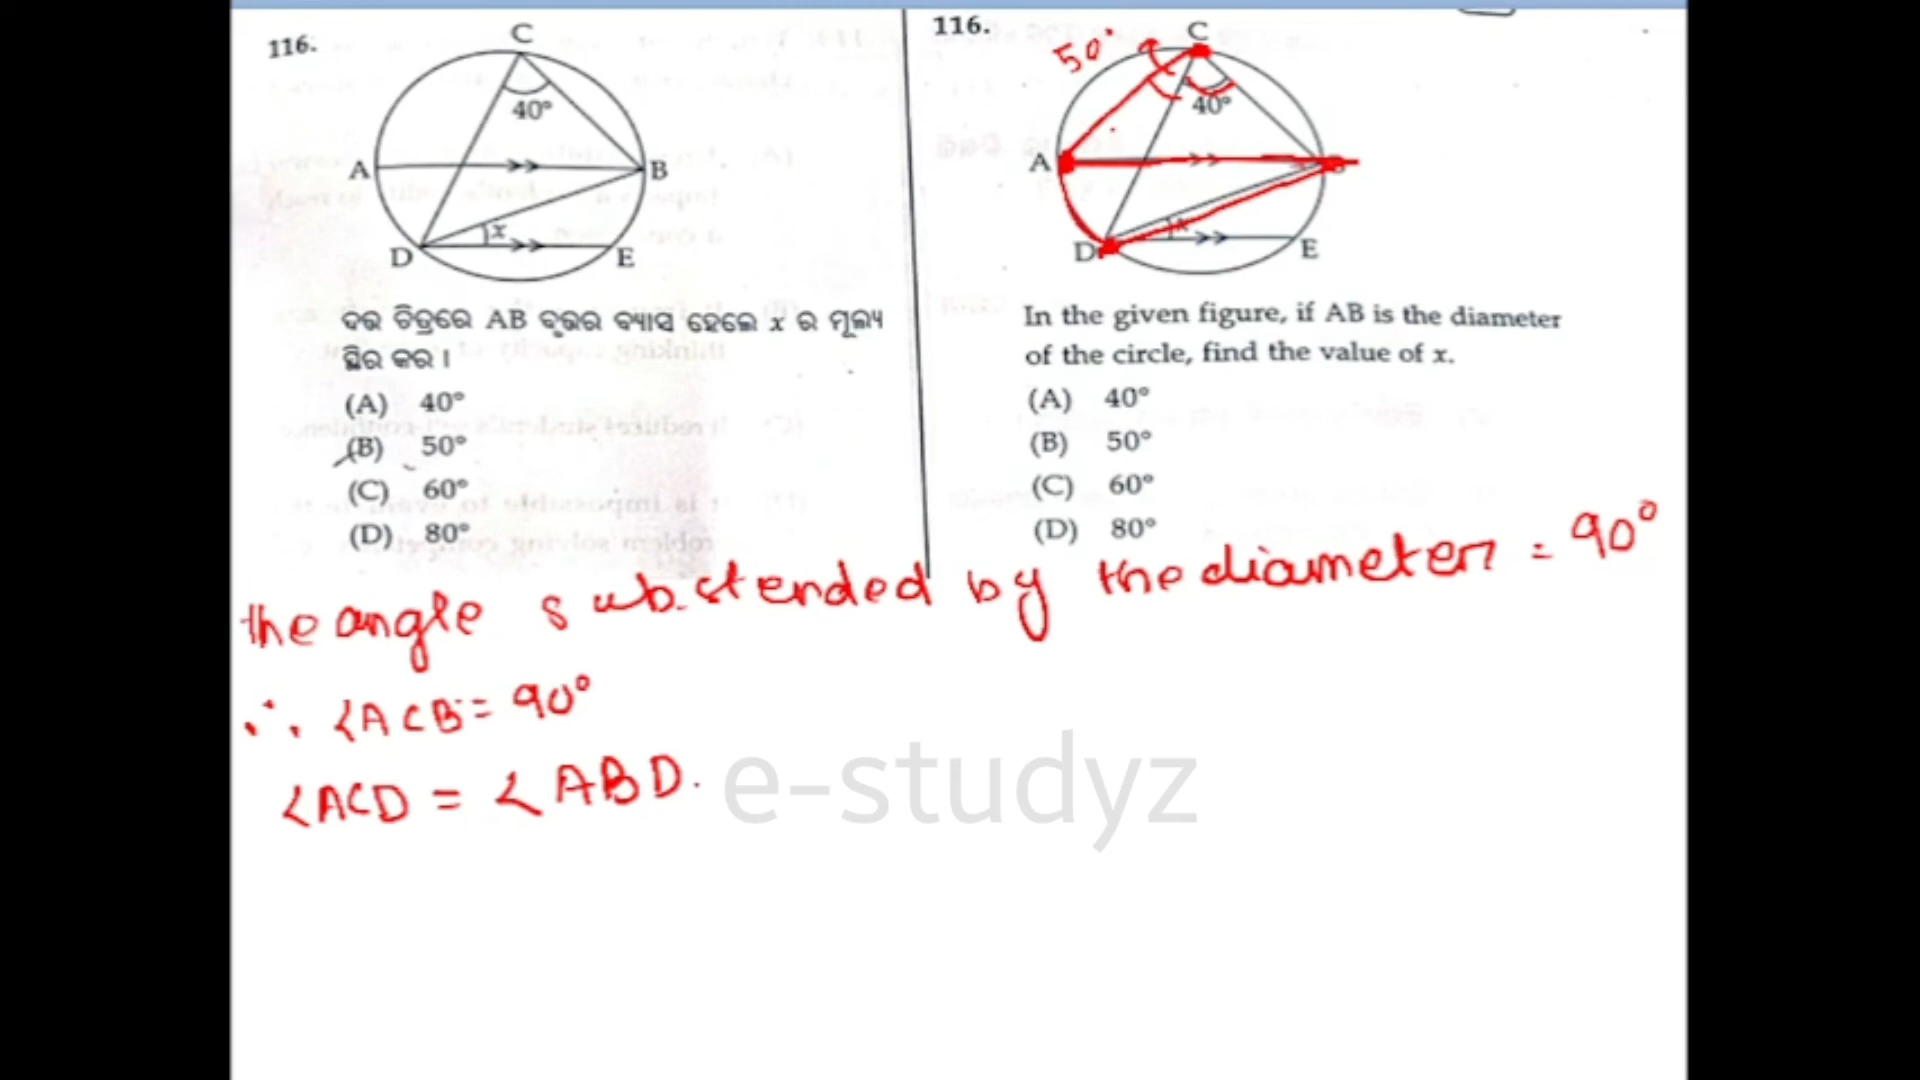 116.
C
40°
A
B
x
D
E
ଦତ୍ତ ଚିତ୍ରରେ AB ବୃତ୍ତର ବ୍ୟାସ ହେଲେ x ର ମୂଲ୍ୟ
ସ୍ଥିର କର ।
(A) 40°
(B) 50°
(C) 60°
(D) 80°
116.
50°
C
40°
A
D
E
In the given figure, if AB is the diameter
of the circle, find the value of x.
(A) 40°
(B) 50°
(C) 60°
(D) 80°
the angle substended by the diameter = 90°
∴ ∠ACB = 90°
∠ACD = ∠ABD.
e-studyz